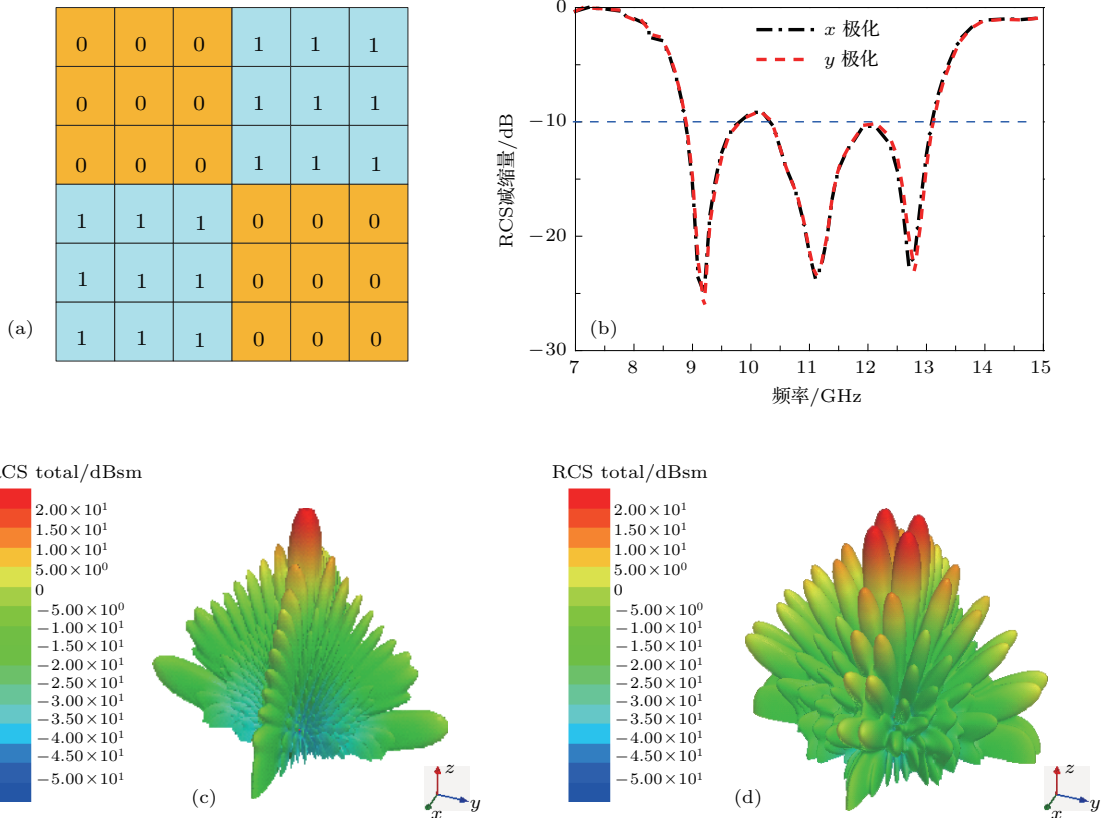 0 0 0 1 1 1
0 0 0 1 1 1
0 0 0 1 1 1
1 1 1 0 0 0
1 1 1 0 0 0
1 1 1 0 0 0
(a)
0
−10
−20
−30
RCS减缩量/dB
x 极化
y 极化
(b)
7 8 9 10 11 12 13 14 15
频率/GHz
CS total/dBsm
2.00×10¹
1.50×10¹
1.00×10¹
5.00×10⁰
0
−5.00×10⁰
−1.00×10¹
−1.50×10¹
−2.00×10¹
−2.50×10¹
−3.00×10¹
−3.50×10¹
−4.00×10¹
−4.50×10¹
−5.00×10¹
(c)
z
y
x
RCS total/dBsm
2.00×10¹
1.50×10¹
1.00×10¹
5.00×10⁰
0
−5.00×10⁰
−1.00×10¹
−1.50×10¹
−2.00×10¹
−2.50×10¹
−3.00×10¹
−3.50×10¹
−4.00×10¹
−4.50×10¹
−5.00×10¹
(d)
z
y
x